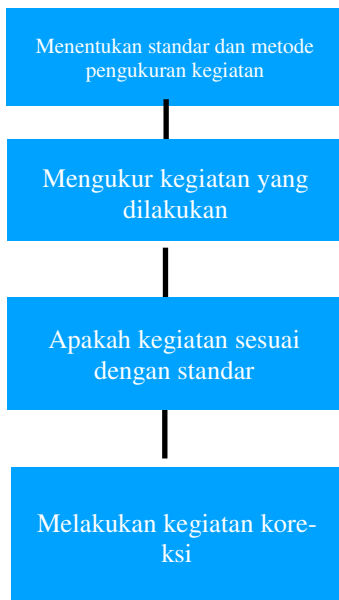 Menentukan standar dan metode
pengukuran kegiatan
Mengukur kegiatan yang
dilakukan
Apakah kegiatan sesuai
dengan standar
Melakukan kegiatan kore-
ksi